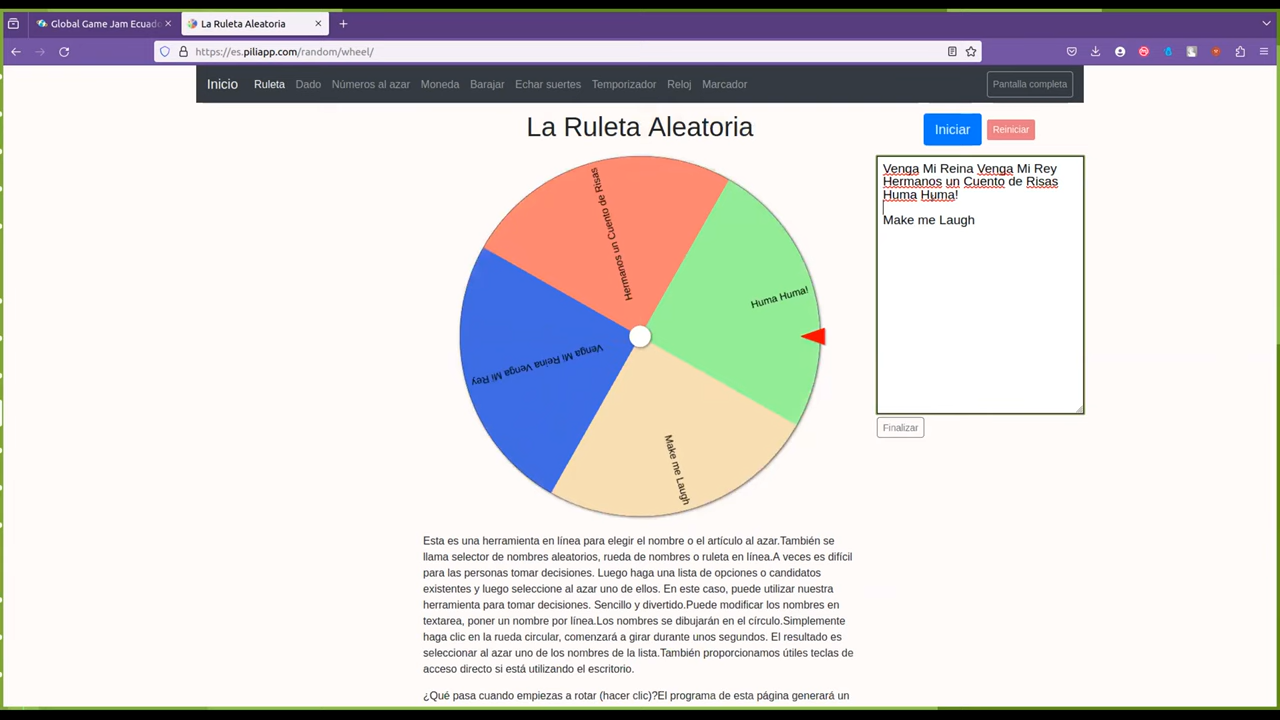 Global Game Jam Ecuado
La Ruleta Aleatoria
https://es.piliapp.com/random/wheel/
Inicio Ruleta Dado Números al azar Moneda Barajar Echar suertes Temporizador Reloj Marcador Pantalla completa
La Ruleta Aleatoria
Iniciar Reiniciar
Venga Mi Reina Venga Mi Rey
Hermanos un Cuento de Risas
Huma Huma!
Make me Laugh
Finalizar
Hermanos un Cuento de Risas
Huma Huma!
Venga Mi Reina Venga Mi Rey
Make me Laugh
Esta es una herramienta en línea para elegir el nombre o el artículo al azar.También se
llama selector de nombres aleatorios, rueda de nombres o ruleta en línea.A veces es difícil
para las personas tomar decisiones. Luego haga una lista de opciones o candidatos
existentes y luego seleccione al azar uno de ellos. En este caso, puede utilizar nuestra
herramienta para tomar decisiones. Sencillo y divertido.Puede modificar los nombres en
textarea, poner un nombre por línea.Los nombres se dibujarán en el círculo.Simplemente
haga clic en la rueda circular, comenzará a girar durante unos segundos. El resultado es
seleccionar al azar uno de los nombres de la lista.También proporcionamos útiles teclas de
acceso directo si está utilizando el escritorio.
¿Qué pasa cuando empiezas a rotar (hacer clic)?El programa de esta página generará un